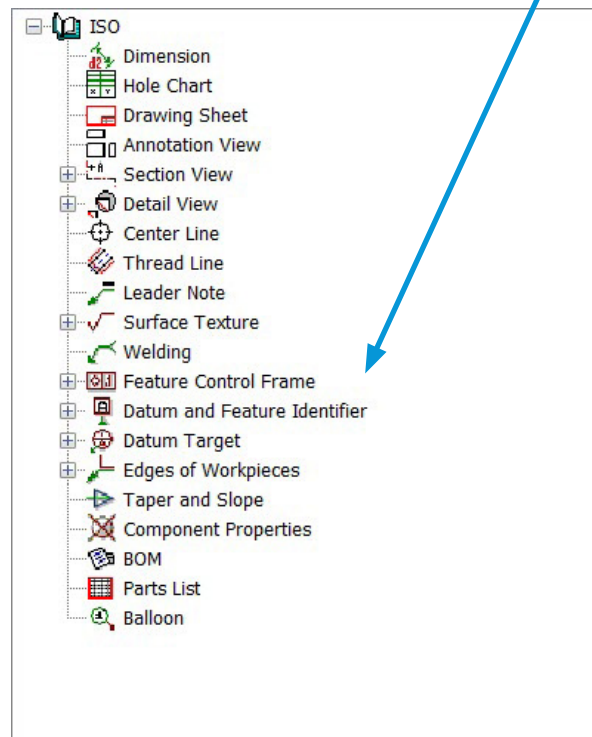 ISO
Dimension
Hole Chart
Drawing Sheet
Annotation View
Section View
Detail View
Center Line
Thread Line
Leader Note
Surface Texture
Welding
Feature Control Frame
Datum and Feature Identifier
Datum Target
Edges of Workpieces
Taper and Slope
Component Properties
BOM
Parts List
Balloon